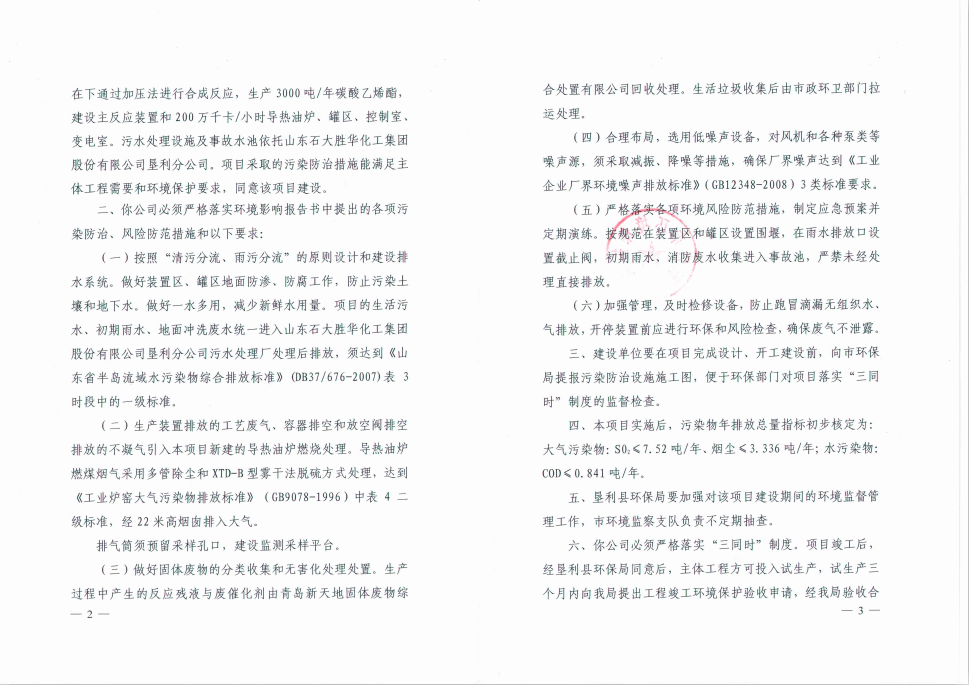 在下通过加压法进行合成反应，生产 3000 吨/年碳酸乙烯酯，
建设主反应装置和 200 万千卡/小时导热油炉、罐区、控制室、
变电室。污水处理设施及事故水池依托山东石大胜华化工集团
股份有限公司垦利分公司。项目采取的污染防治措施能满足主
体工程需要和环境保护要求，同意该项目建设。
二、你公司必须严格落实环境影响报告书中提出的各项污
染防治、风险防范措施和以下要求：
（一）按照“清污分流、雨污分流”的原则设计和建设排
水系统。做好装置区、罐区地面防渗、防腐工作，防止污染土
壤和地下水。做好一水多用，减少新鲜水用量。项目的生活污
水、初期雨水、地面冲洗废水统一进入山东石大胜华化工集团
股份有限公司垦利分公司污水处理厂处理后排放，须达到《山
东省半岛流域水污染物综合排放标准》(DB37/676-2007)表 3
时段中的一级标准。
（二）生产装置排放的工艺废气、容器排空和放空阀排空
排放的不凝气引入本项目新建的导热油炉燃烧处理。导热油炉
燃煤烟气采用多管除尘和 XTD-B 型雾干法脱硫方式处理，达到
《工业炉窑大气污染物排放标准》（GB9078-1996）中表 4 二
级标准，经 22 米高烟囱排入大气。
排气筒须预留采样孔口，建设监测采样平台。
（三）做好固体废物的分类收集和无害化处理处置。生产
过程中产生的反应残液与废催化剂由青岛新天地固体废物综
— 2 —
合处置有限公司回收处理。生活垃圾收集后由市政环卫部门拉
运处理。
（四）合理布局，选用低噪声设备，对风机和各种泵类等
噪声源，须采取减振、降噪等措施，确保厂界噪声达到《工业
企业厂界环境噪声排放标准》（GB12348-2008）3 类标准要求。
（五）严格落实各项环境风险防范措施，制定应急预案并
定期演练。按规范在装置区和罐区设置围堰，在雨水排放口设
置截止阀，初期雨水、消防废水收集进入事故池，严禁未经处
理直接排放。
（六）加强管理，及时检修设备，防止跑冒滴漏无组织水、
气排放，开停装置前应进行环保和风险检查，确保废气不泄露。
三、建设单位要在项目完成设计、开工建设前，向市环保
局提报污染防治设施施工图，便于环保部门对项目落实“三同
时”制度的监督检查。
四、本项目实施后，污染物年排放总量指标初步核定为：
大气污染物：SO₂≤7.52 吨/年、烟尘≤3.336 吨/年；水污染物：
COD≤0.841 吨/年。
五、垦利县环保局要加强对该项目建设期间的环境监督管
理工作，市环境监察支队负责不定期抽查。
六、你公司必须严格落实“三同时”制度。项目竣工后，
经垦利县环保局同意后，主体工程方可投入试生产，试生产三
个月内向我局提出工程竣工环境保护验收申请，经我局验收合
— 3 —